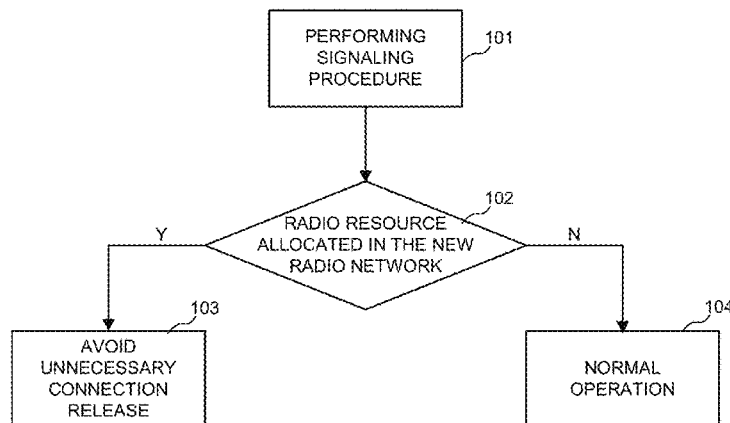 PERFORMING
SIGNALING
PROCEDURE
101
RADIO RESOURCE
ALLOCATED IN THE NEW
RADIO NETWORK
102
Y
N
103
AVOID
UNNECESSARY
CONNECTION
RELEASE
104
NORMAL
OPERATION